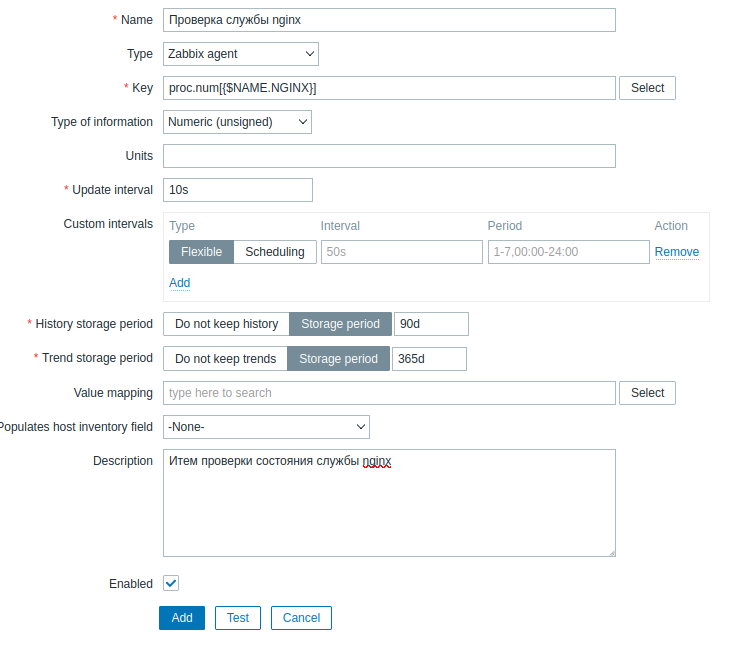 * Name Проверка службы nginx
Type Zabbix agent
* Key proc.num[{$NAME.NGINX}] Select
Type of information Numeric (unsigned)
Units
* Update interval 10s
Custom intervals Type Interval Period Action
Flexible Scheduling 50s 1-7,00:00-24:00 Remove
Add
* History storage period Do not keep history Storage period 90d
* Trend storage period Do not keep trends Storage period 365d
Value mapping type here to search Select
Populates host inventory field -None-
Description Итем проверки состояния службы nginx
Enabled
Add Test Cancel